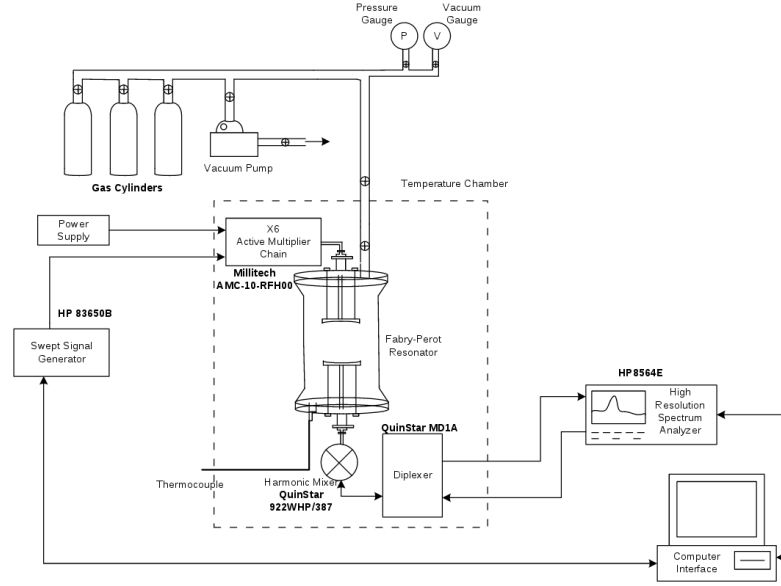 Pressure
Gauge
Vacuum
Gauge
P
V
Vacuum Pump
Gas Cylinders
Temperature Chamber
Power
Supply
X6
Active Multiplier
Chain
Millitech
AMC-10-RFH00
HP 83650B
Swept Signal
Generator
Fabry-Perot
Resonator
HP8564E
High
Resolution
Spectrum
Analyzer
QuinStar MD1A
Diplexer
Thermocouple
Harmonic Mixer
QuinStar
922WHP/387
Computer
Interface